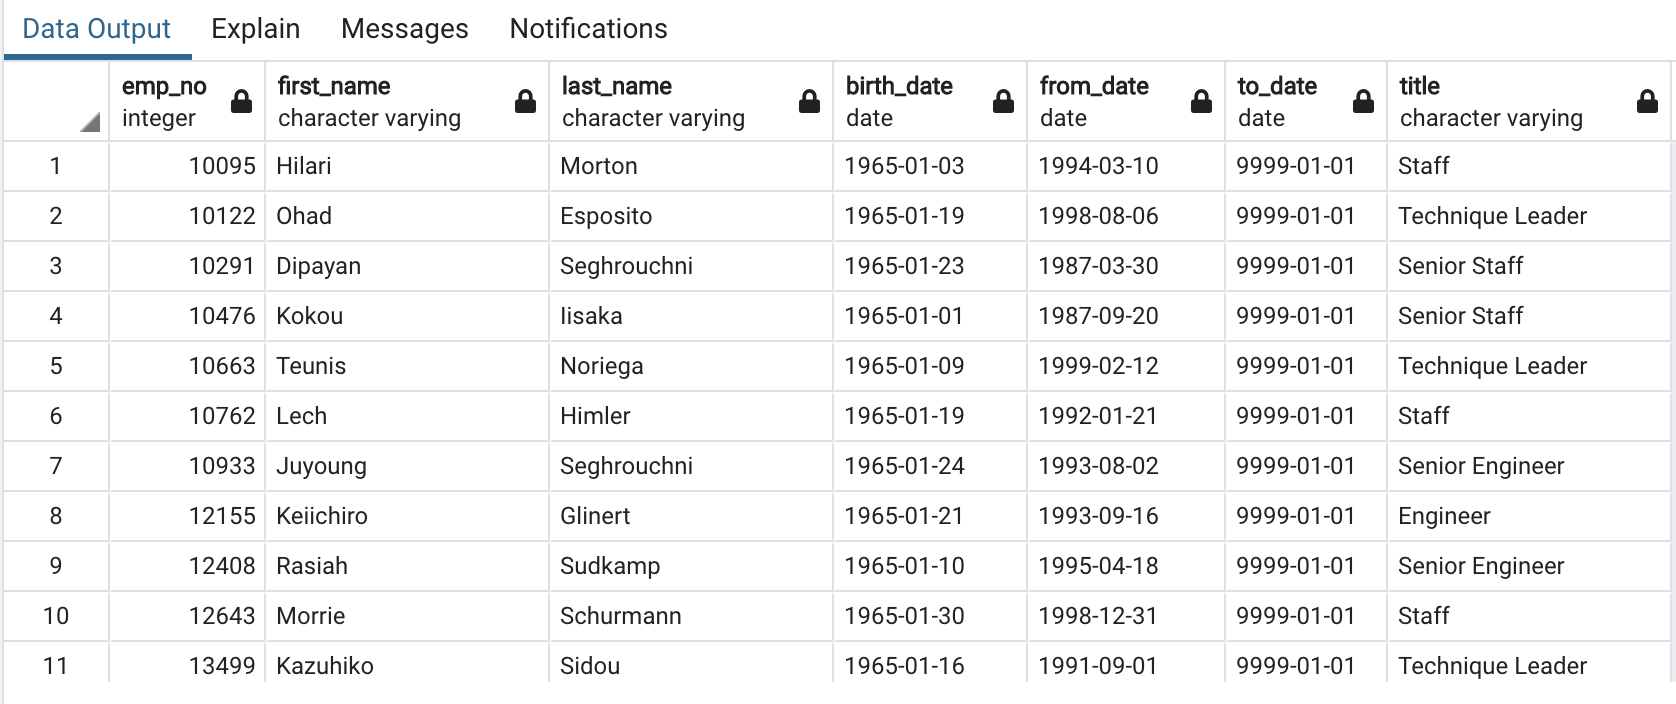 Data Output Explain Messages Notifications
emp_no first_name last_name birth_date from_date to_date title
integer character varying character varying date date date character varying
1 10095 Hilari Morton 1965-01-03 1994-03-10 9999-01-01 Staff
2 10122 Ohad Esposito 1965-01-19 1998-08-06 9999-01-01 Technique Leader
3 10291 Dipayan Seghrouchni 1965-01-23 1987-03-30 9999-01-01 Senior Staff
4 10476 Kokou Iisaka 1965-01-01 1987-09-20 9999-01-01 Senior Staff
5 10663 Teunis Noriega 1965-01-09 1999-02-12 9999-01-01 Technique Leader
6 10762 Lech Himler 1965-01-19 1992-01-21 9999-01-01 Staff
7 10933 Juyoung Seghrouchni 1965-01-24 1993-08-02 9999-01-01 Senior Engineer
8 12155 Keiichiro Glinert 1965-01-21 1993-09-16 9999-01-01 Engineer
9 12408 Rasiah Sudkamp 1965-01-10 1995-04-18 9999-01-01 Senior Engineer
10 12643 Morrie Schurmann 1965-01-30 1998-12-31 9999-01-01 Staff
11 13499 Kazuhiko Sidou 1965-01-16 1991-09-01 9999-01-01 Technique Leader